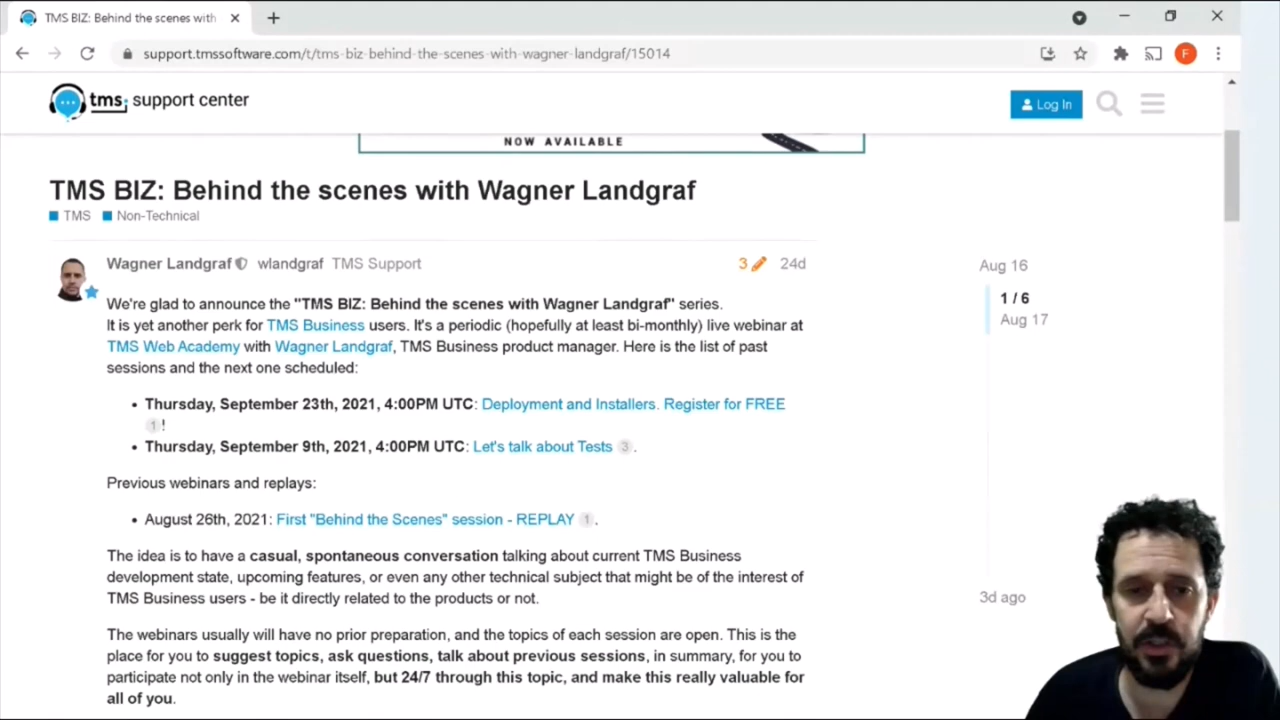 TMS BIZ: Behind the scenes with
support.tmssoftware.com/t/tms-biz-behind-the-scenes-with-wagner-landgraf/15014
F
tms support center
Log In
NOW AVAILABLE
TMS BIZ: Behind the scenes with Wagner Landgraf
TMS Non-Technical
Wagner Landgraf wlandgraf TMS Support 3 24d
We're glad to announce the "TMS BIZ: Behind the scenes with Wagner Landgraf" series.
It is yet another perk for TMS Business users. It's a periodic (hopefully at least bi-monthly) live webinar at
TMS Web Academy with Wagner Landgraf, TMS Business product manager. Here is the list of past
sessions and the next one scheduled:
• Thursday, September 23th, 2021, 4:00PM UTC: Deployment and Installers. Register for FREE
1 !
• Thursday, September 9th, 2021, 4:00PM UTC: Let's talk about Tests 3 .
Previous webinars and replays:
• August 26th, 2021: First "Behind the Scenes" session - REPLAY 1 .
The idea is to have a casual, spontaneous conversation talking about current TMS Business
development state, upcoming features, or even any other technical subject that might be of the interest of
TMS Business users - be it directly related to the products or not.
The webinars usually will have no prior preparation, and the topics of each session are open. This is the
place for you to suggest topics, ask questions, talk about previous sessions, in summary, for you to
participate not only in the webinar itself, but 24/7 through this topic, and make this really valuable for
all of you.
Aug 16
1 / 6
Aug 17
3d ago